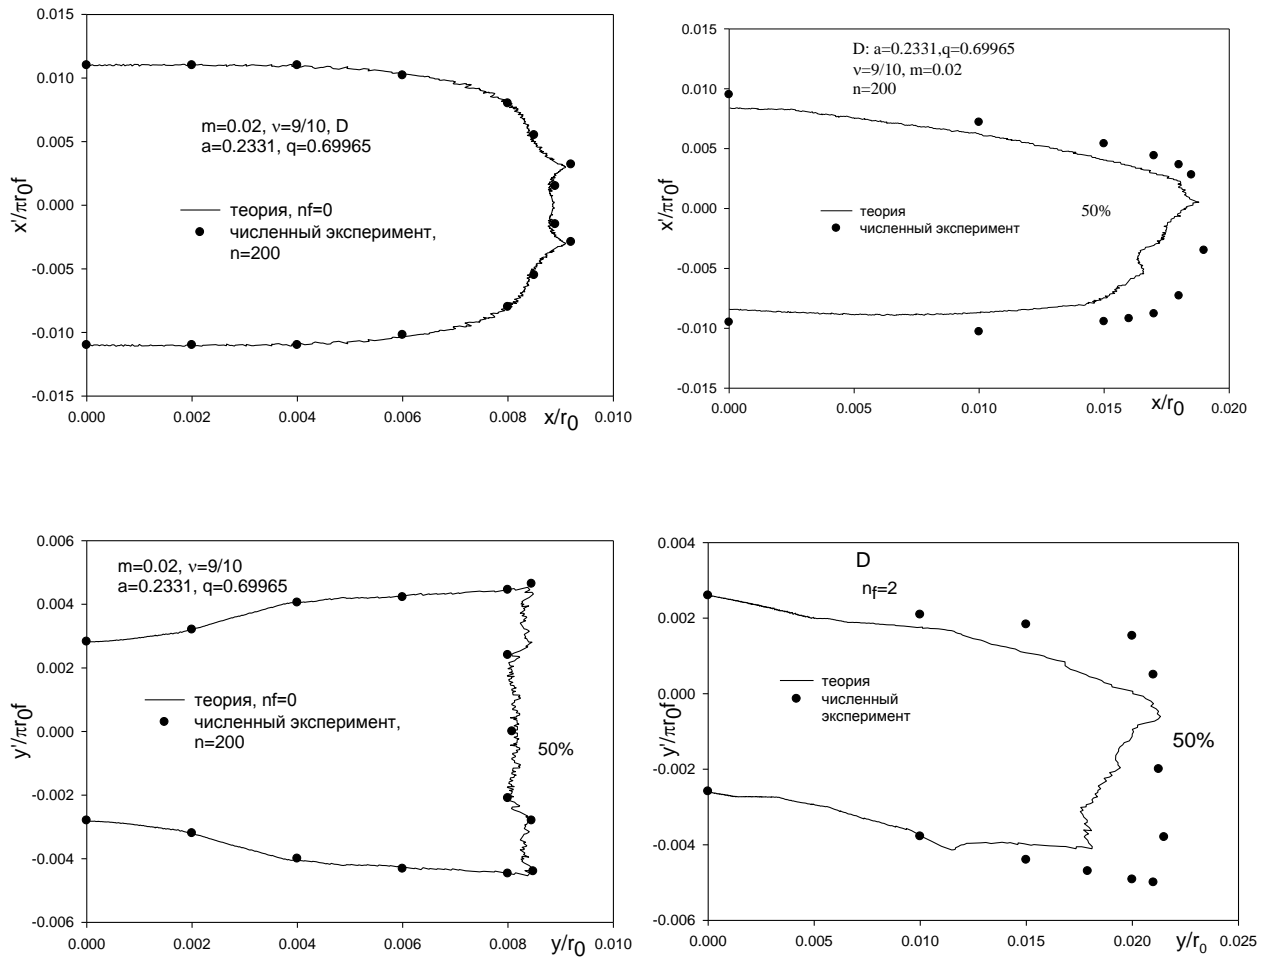 0.015
0.010
0.005
0.000
-0.005
-0.010
-0.015
x'/πr0f
m=0.02, ν=9/10, D
a=0.2331, q=0.69965
теория, nf=0
численный эксперимент,
n=200
0.000 0.002 0.004 0.006 0.008 0.010
x/r0
0.015
0.010
0.005
0.000
-0.005
-0.010
-0.015
x'/πr0f
D: a=0.2331,q=0.69965
ν=9/10, m=0.02
n=200
теория
численный эксперимент
50%
0.000 0.005 0.010 0.015 0.020
x/r0
0.006
0.004
0.002
0.000
-0.002
-0.004
-0.006
y'/πr0f
m=0.02, ν=9/10
a=0.2331, q=0.69965
теория, nf=0
численный эксперимент,
n=200
50%
0.000 0.002 0.004 0.006 0.008 0.010
y/r0
0.004
0.002
0.000
-0.002
-0.004
-0.006
y'/πr0f
D
nf=2
теория
численный
эксперимент
50%
0.000 0.005 0.010 0.015 0.020 0.025
y/r0